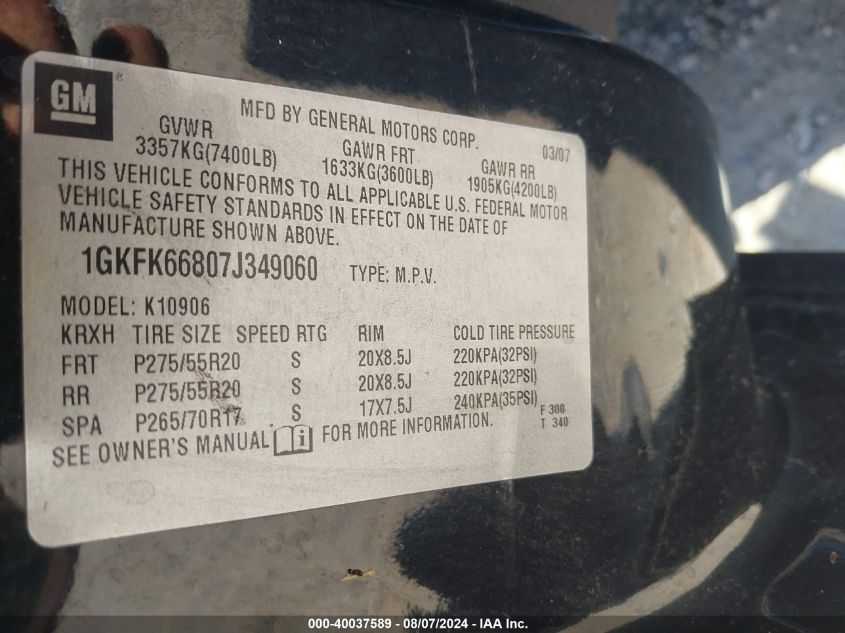 GM
MFD BY GENERAL MOTORS CORP.
03/07
GVWR GAWR FRT GAWR RR
3357KG(7400LB) 1633KG(3600LB) 1905KG(4200LB)
THIS VEHICLE CONFORMS TO ALL APPLICABLE U.S. FEDERAL MOTOR
VEHICLE SAFETY STANDARDS IN EFFECT ON THE DATE OF
MANUFACTURE SHOWN ABOVE.
1GKFK66807J349060 TYPE: M.P.V.
MODEL: K10906
KRXH TIRE SIZE SPEED RTG RIM COLD TIRE PRESSURE
FRT P275/55R20 S 20X8.5J 220KPA(32PSI)
RR P275/55R20 S 20X8.5J 220KPA(32PSI)
SPA P265/70R17 S 17X7.5J 240KPA(35PSI)
SEE OWNER'S MANUAL i FOR MORE INFORMATION.
F 300
T 340
000-40037589 - 08/07/2024 - IAA Inc.